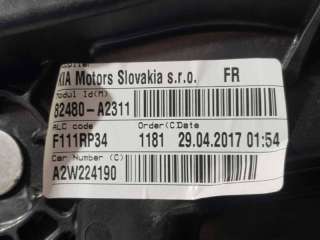 KIA Motors Slovakia s.r.o. FR
Modul Id(M)
82480-A2311
ALC code Order(C)Date
F111RP34 1181 29.04.2017 01:54
Car Number (C)
A2W224190